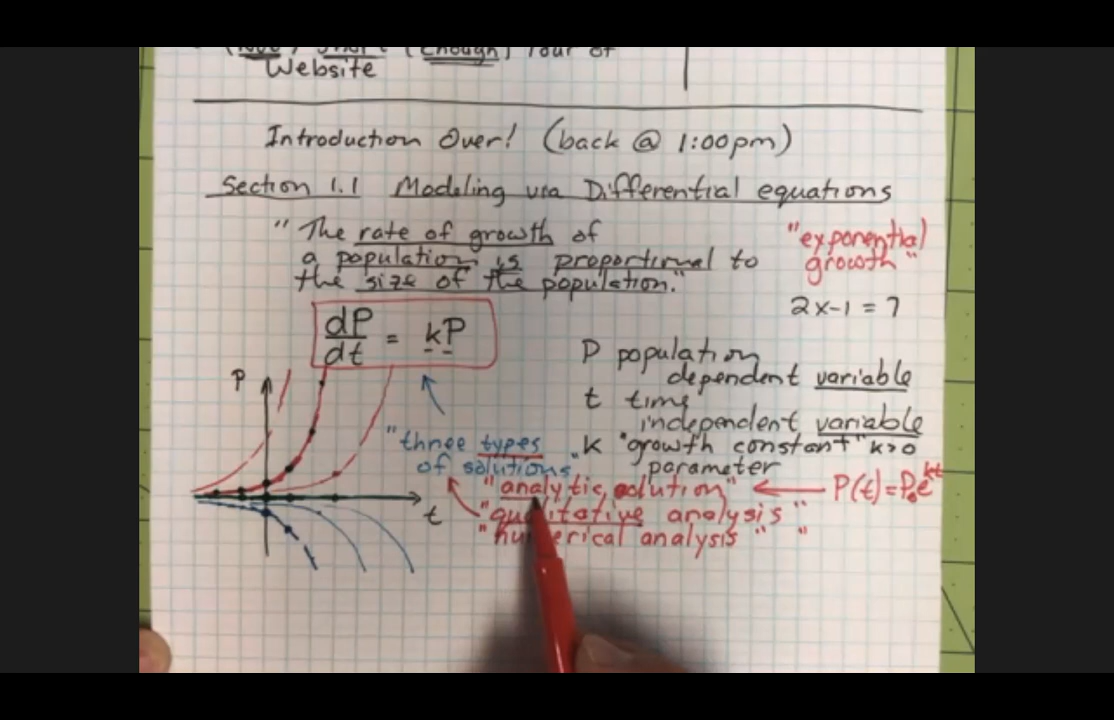 (Enough) Tour of
Website
Introduction Over! (back @ 1:00pm)
Section 1.1 Modeling via Differential equations
"The rate of growth of
a population is proportional to
the size of the population."
"exponential
growth"
2x-1 = 7
dP/dt = kP
P population
dependent variable
t time
independent variable
k "growth constant" k>0
parameter
P
t
"three types
of solutions"
"analytic solution" ← P(t)=P₀e^kt
"qualitative analysis"
"numerical analysis" "